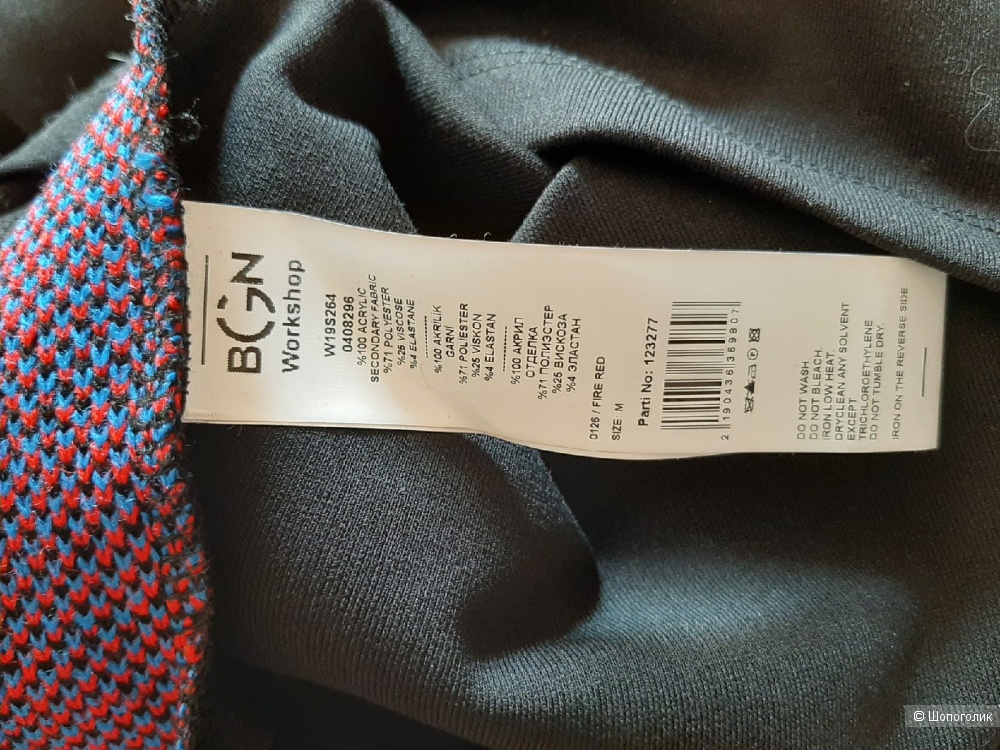 BGN
Workshop
W19S264
0408296
%100 ACRYLIC
SECONDARY FABRIC
%71 POLYESTER
%25 VISCOSE
%4 ELASTANE
%100 AKRİLİK
GARNİ
%71 POLİESTER
%25 VİSKON
%4 ELASTAN
%100 АКРИЛ
ОТДЕЛКА
%71 ПОЛИЭСТЕР
%25 ВИСКОЗА
%4 ЭЛАСТАН
0126 / FIRE RED
SIZE: M
Parti No: 123277
2 190436 369807
DO NOT WASH
DO NOT BLEACH.
IRON LOW HEAT.
DRYCLEAN ANY SOLVENT
EXCEPT
TRICHLOROETHYLENE.
DO NOT TUMBLE DRY.
IRON ON THE REVERSE SIDE.
© Шопоголик